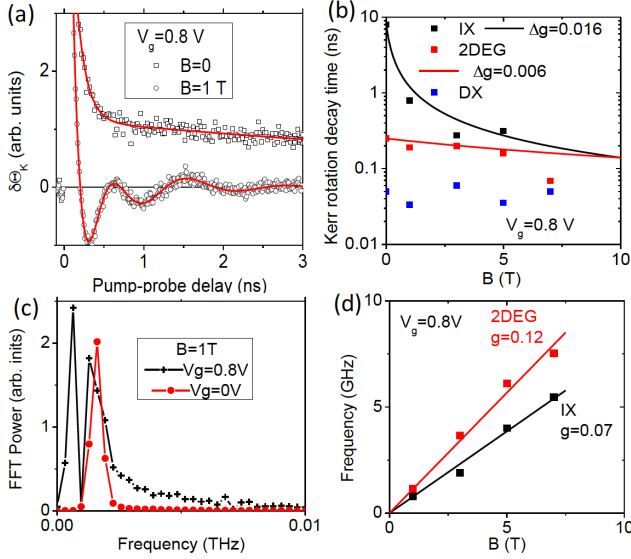 (a)
V_g=0.8 V
B=0
B=1 T
2
1
0
δΘ_K (arb. units)
0 1 2 3
Pump-probe delay (ns)
(b)
IX Δg=0.016
2DEG
Δg=0.006
DX
10
1
0.1
0.01
Kerr rotation decay time (ns)
V_g=0.8 V
0 5 10
B (T)
(c)
B=1T
Vg=0.8V
Vg=0V
2
1
0
FFT Power (arb. inits)
0.00 0.01
Frequency (THz)
(d)
V_g=0.8V
2DEG
g=0.12
IX
g=0.07
10
5
0
Frequency (GHz)
0 5 10
B (T)